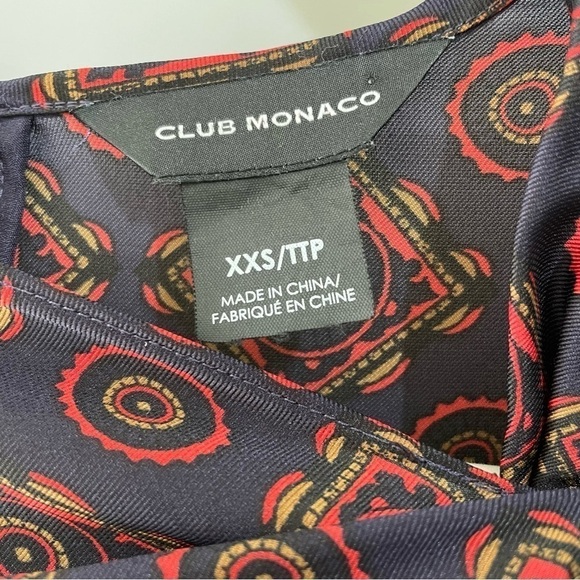 CLUB MONACO
XXS/TTP
MADE IN CHINA/
FABRIQUÉ EN CHINE